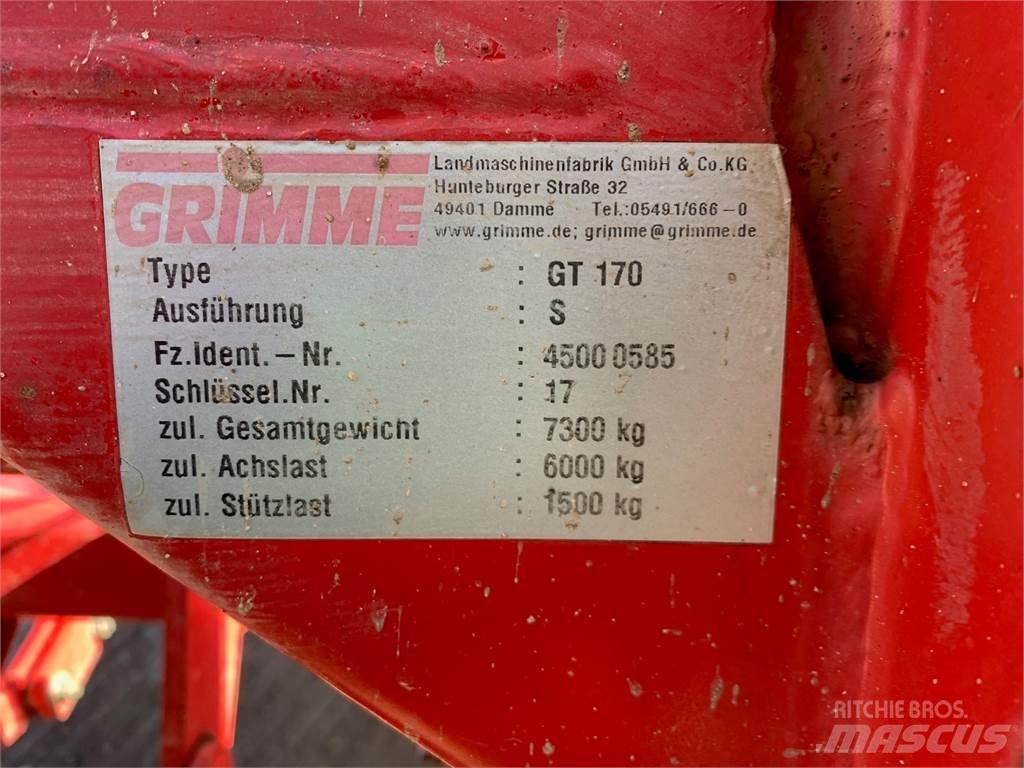 GRIMME
Landmaschinenfabrik GmbH & Co.KG
Hunteburger Straße 32
49401 Damme Tel.:05491/666-0
www.grimme.de; grimme@grimme.de
Type : GT 170
Ausführung : S
Fz.Ident.-Nr. : 45000585
Schlüssel.Nr. : 17
zul. Gesamtgewicht : 7300 kg
zul. Achslast : 6000 kg
zul. Stützlast : 1500 kg
RITCHIE BROS.
MASCUS